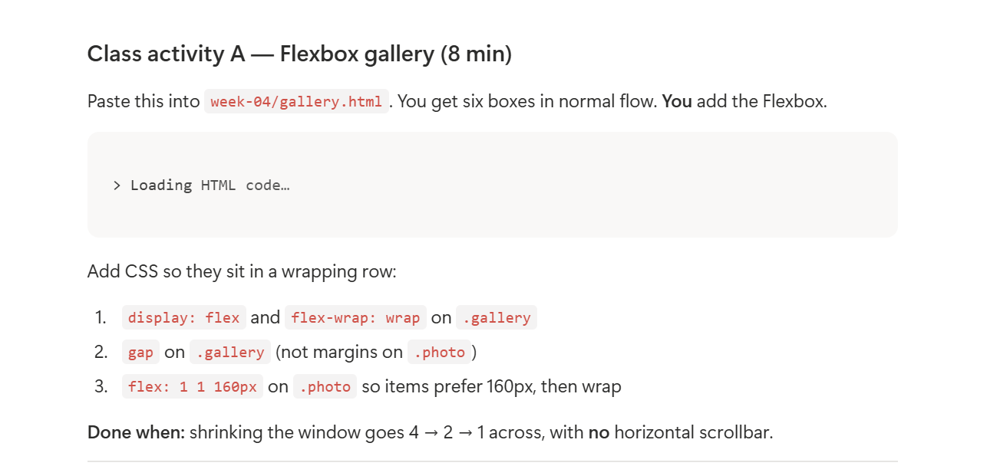 Class activity A — Flexbox gallery (8 min)
Paste this into week-04/gallery.html. You get six boxes in normal flow. You add the Flexbox.
> Loading HTML code…
Add CSS so they sit in a wrapping row:
1. display: flex and flex-wrap: wrap on .gallery
2. gap on .gallery (not margins on .photo)
3. flex: 1 1 160px on .photo so items prefer 160px, then wrap
Done when: shrinking the window goes 4 → 2 → 1 across, with no horizontal scrollbar.